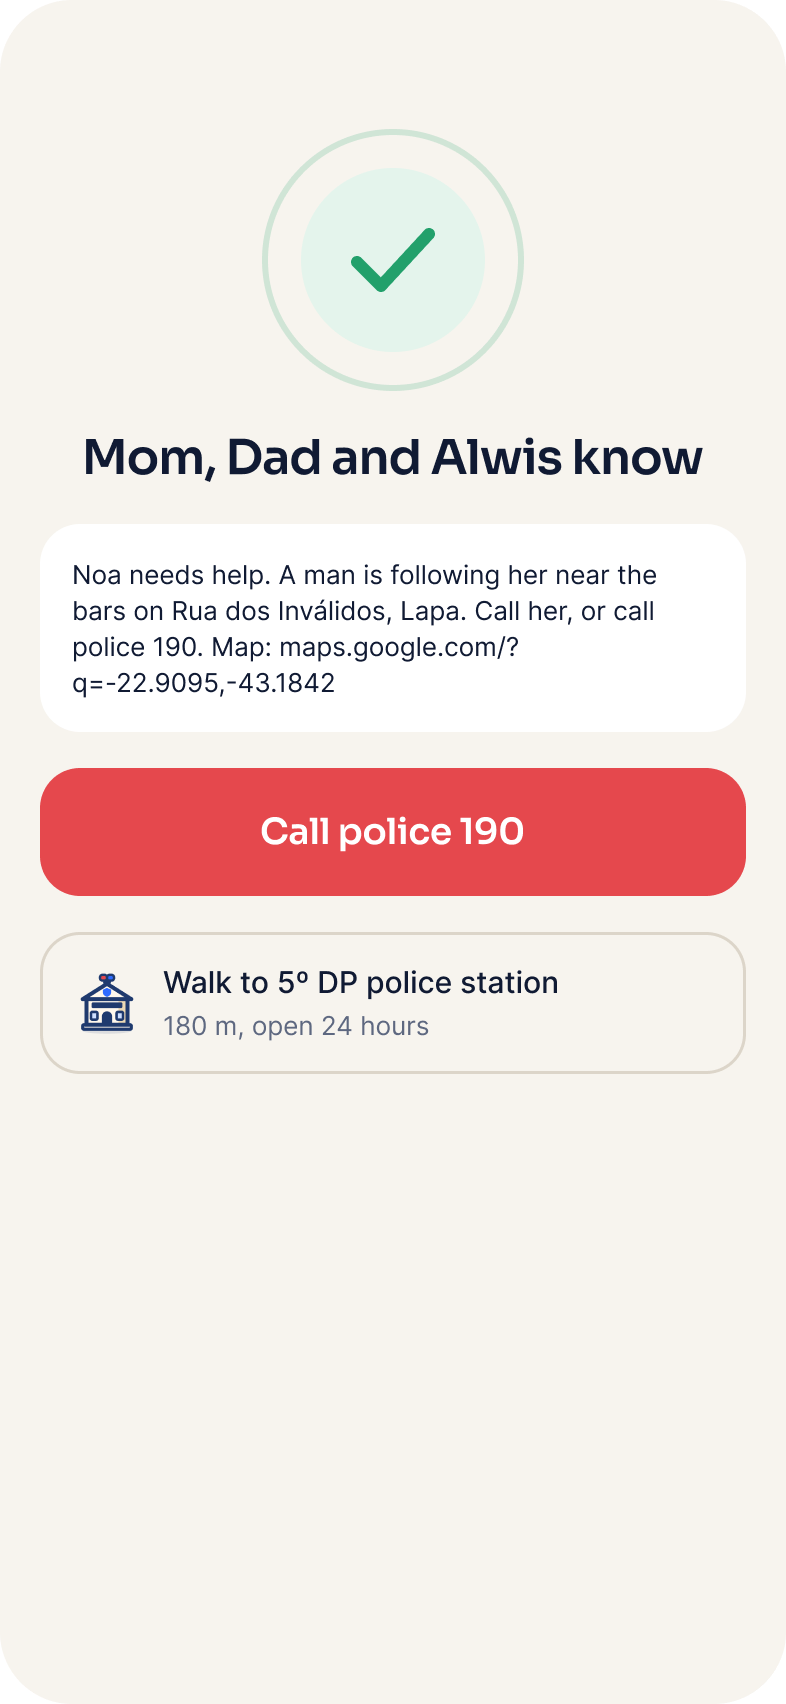 Mom, Dad and Alwis know
Noa needs help. A man is following her near the
bars on Rua dos Inválidos, Lapa. Call her, or call
police 190. Map: maps.google.com/?
q=-22.9095,-43.1842
Call police 190
Walk to 5º DP police station
180 m, open 24 hours